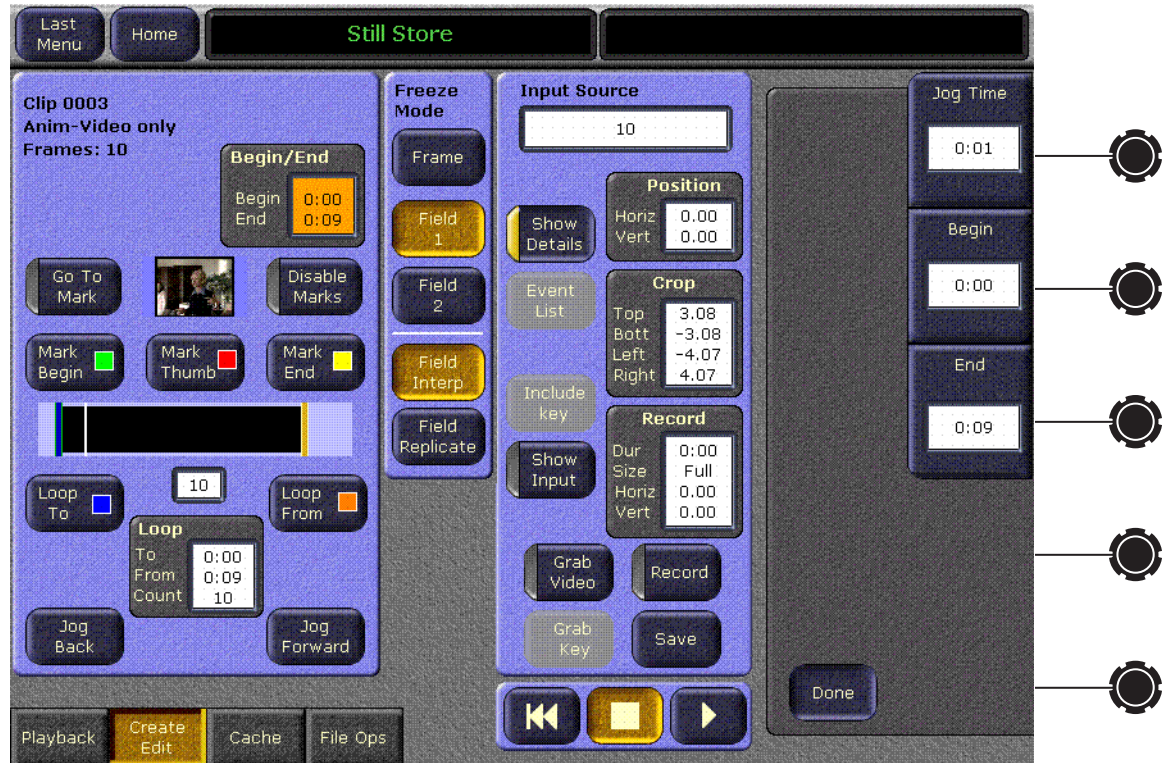 Last
Menu
Home
Still Store
Clip 0003
Anim-Video only
Frames: 10
Begin/End
Begin 0:00
End 0:09
Go To
Mark
Disable
Marks
Mark
Begin
Mark
Thumb
Mark
End
10
Loop
To
Loop
From
Loop
To 0:00
From 0:09
Count 10
Jog
Back
Jog
Forward
Freeze
Mode
Frame
Field
1
Field
2
Field
Interp
Field
Replicate
Input Source
10
Show
Details
Position
Horiz 0.00
Vert 0.00
Event
List
Crop
Top 3.08
Bott -3.08
Left -4.07
Right 4.07
Include
key
Show
Input
Record
Dur 0:00
Size Full
Horiz 0.00
Vert 0.00
Grab
Video
Record
Grab
Key
Save
Jog Time
0:01
Begin
0:00
End
0:09
Done
Playback
Create
Edit
Cache
File Ops